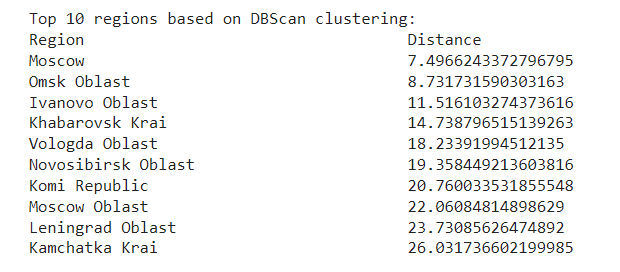 Top 10 regions based on DBScan clustering:
Region Distance
Moscow 7.4966243372796795
Omsk Oblast 8.731731590303163
Ivanovo Oblast 11.516103274373616
Khabarovsk Krai 14.738796515139263
Vologda Oblast 18.23391994512135
Novosibirsk Oblast 19.358449213603816
Komi Republic 20.760033531855548
Moscow Oblast 22.06084814898629
Leningrad Oblast 23.73085626474892
Kamchatka Krai 26.031736602199985